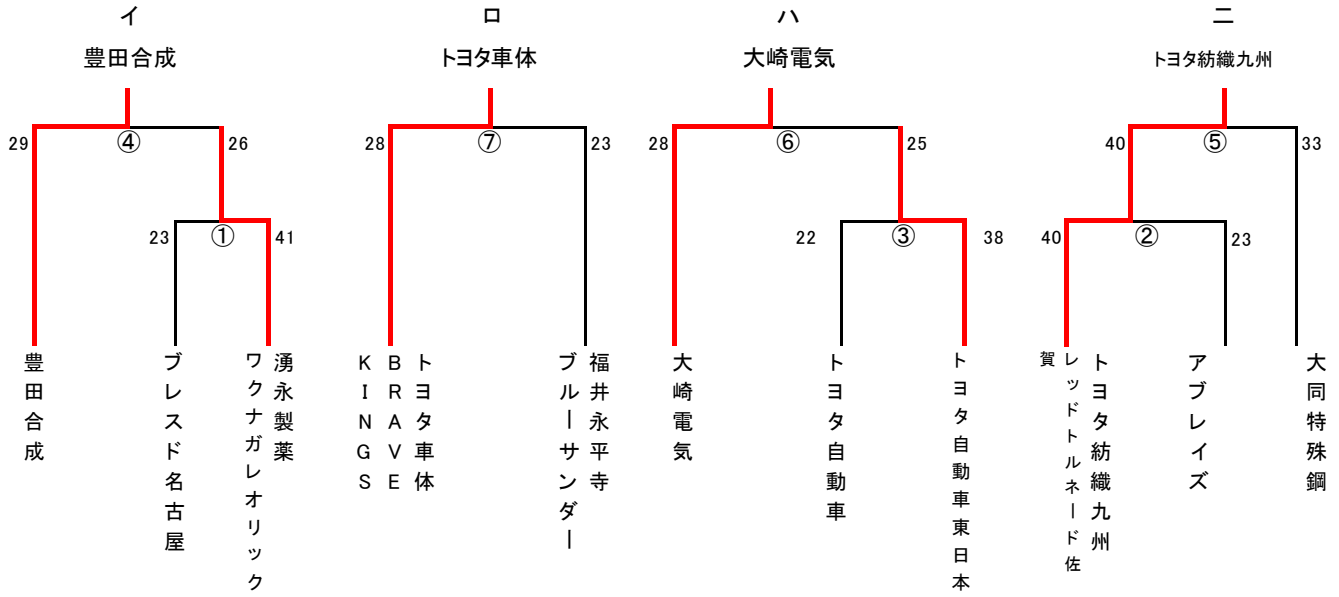 イ
ロ
ハ
ニ
豊田合成
トヨタ車体
大崎電気
トヨタ紡織九州
29
④
26
28
⑦
23
28
⑥
25
40
⑤
33
23
①
41
22
③
38
40
②
23
豊田合成
ブレスド名古屋
湧永製薬
ワクナガレオリック
トヨタ車体
BRAVE
KINGS
福井永平寺
ブルーサンダー
大崎電気
トヨタ自動車
トヨタ自動車東日本
トヨタ紡織九州
レッドトルネード佐
賀
アブレイズ
大同特殊鋼